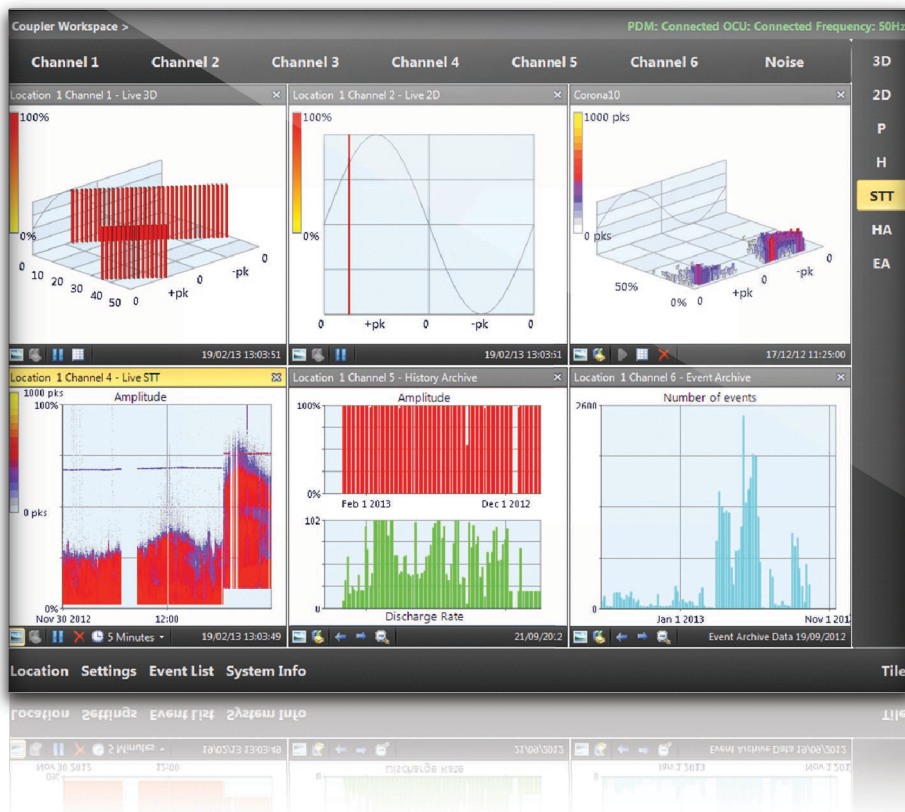 Coupler Workspace >
PDM: Connected OCU: Connected Frequency: 50Hz
Channel 1 Channel 2 Channel 3 Channel 4 Channel 5 Channel 6 Noise
3D
2D
P
H
STT
HA
EA
Location 1 Channel 1 - Live 3D
100%
0%
0 10 20 30 40 50
0 +pk 0 -pk 0
19/02/13 13:03:51
Location 1 Channel 2 - Live 2D
100%
0%
0 +pk 0 -pk 0
19/02/13 13:03:51
Corona10
1000 pks
0 pks
50%
0% 0 +pk 0 -pk 0
17/12/12 11:25:00
Location 1 Channel 4 - Live STT
1000 pks
Amplitude
100%
0 pks
0%
Nov 30 2012 12:00
5 Minutes
19/02/13 13:03:49
Location 1 Channel 5 - History Archive
Amplitude
100%
0%
Feb 1 2013 Dec 1 2012
102
0
Discharge Rate
21/09/20:2
Location 1 Channel 6 - Event Archive
Number of events
2600
0
Jan 1 2013 Nov 1 201
Event Archive Data 19/09/2012
Location Settings Event List System Info
Tile